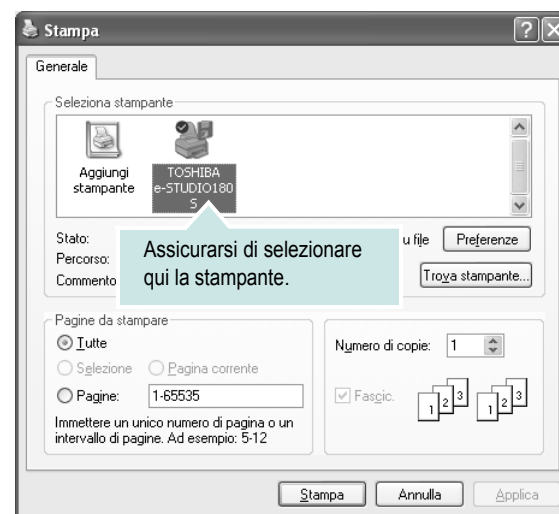 Stampa
Generale
Seleziona stampante
Aggiungi
stampante
TOSHIBA
e-STUDIO180
S
Assicurarsi di selezionare
qui la stampante.
Stato:
Percorso:
Commento
u file
Preferenze
Trova stampante...
Pagine da stampare
Tutte
Selezione Pagina corrente
Pagine: 1-65535
Immettere un unico numero di pagina o un
intervallo di pagine. Ad esempio: 5-12
Numero di copie: 1
Fascic.
1 2 3 1 2 3
Stampa Annulla Applica